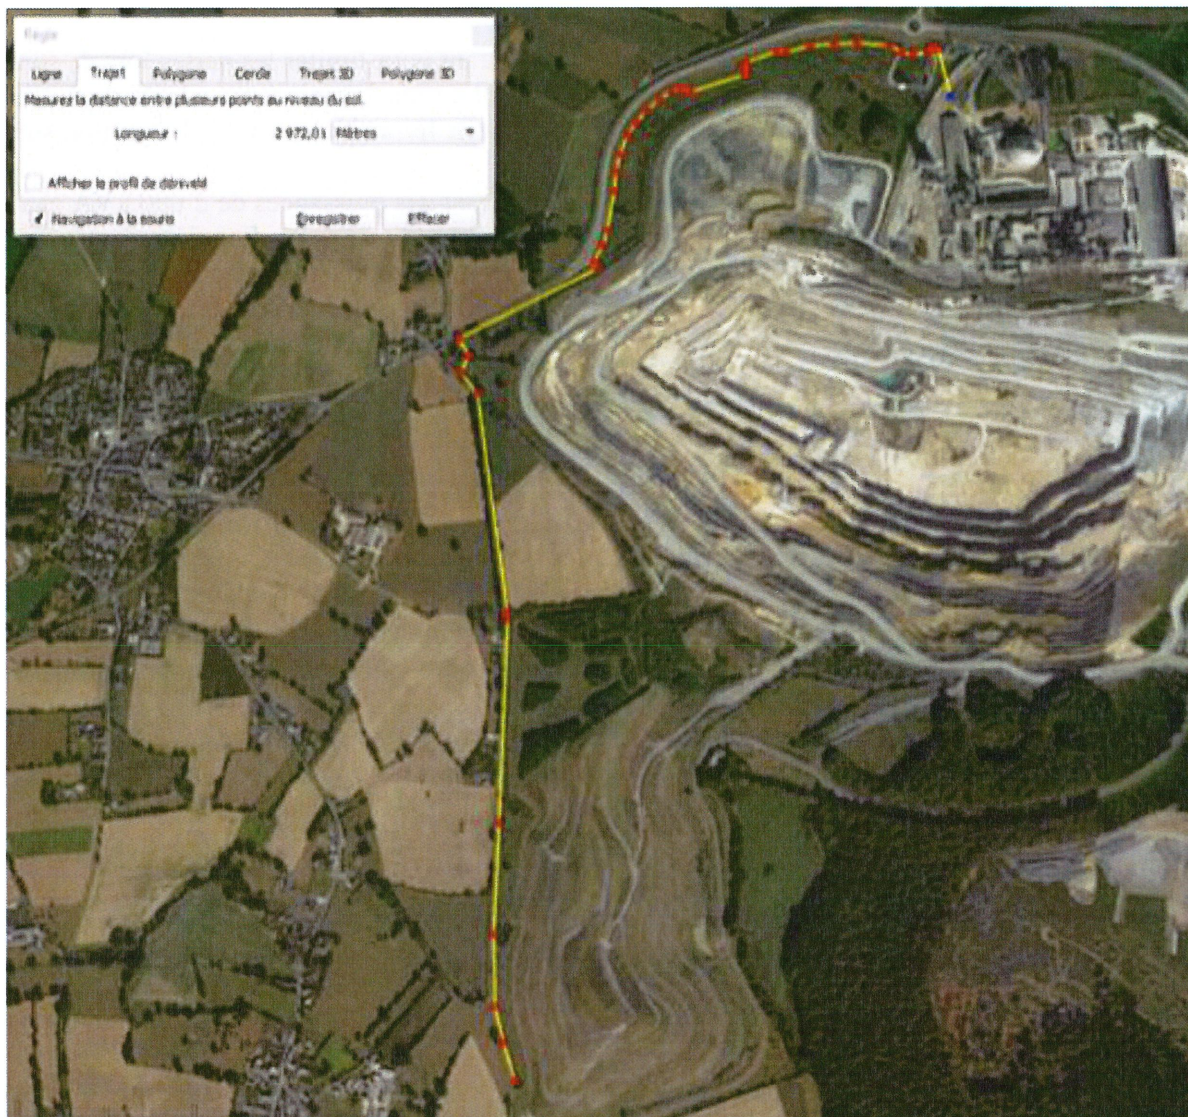 Règle
Ligne Trajet Polygone Cercle Trajet 3D Polygone 3D
Mesurez la distance entre plusieurs points au niveau du sol.
Longueur : 2 972,01 Mètres
Afficher le profil de dénivelé
Navigation à la souris Enregistrer Effacer